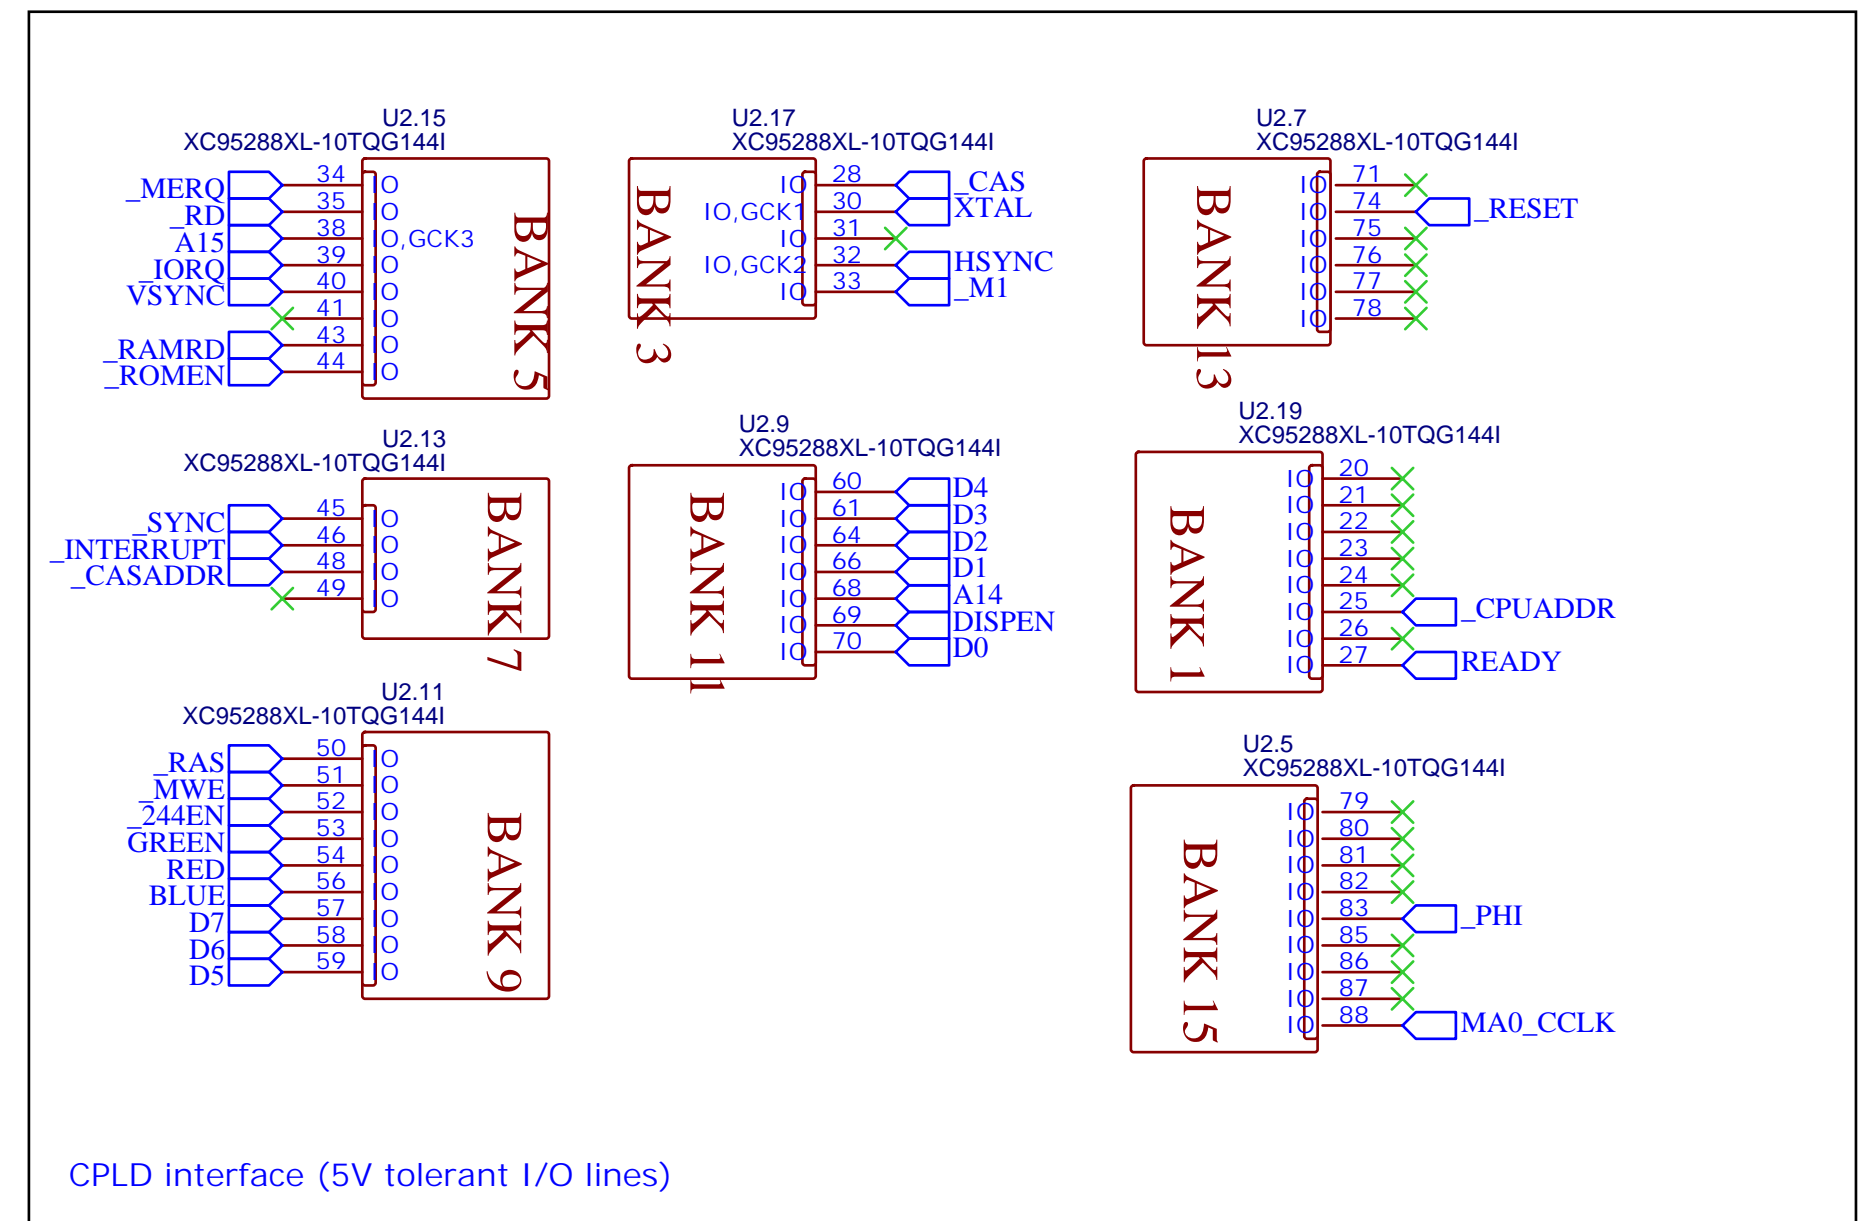 U2.15
XC95288XL-10TQG144I
_MERQ 34 IO
_RD 35 IO
A15 38 IO,GCK3
_IORQ 39 IO
VSYNC 40 IO
41 IO
_RAMRD 43 IO
_ROMEN 44 IO
BANK 5
U2.13
XC95288XL-10TQG144I
_SYNC 45 IO
_INTERRUPT 46 IO
_CASADDR 48 IO
49 IO
BANK 7
U2.11
XC95288XL-10TQG144I
_RAS 50 IO
_MWE 51 IO
_244EN 52 IO
GREEN 53 IO
RED 54 IO
BLUE 56 IO
D7 57 IO
D6 58 IO
D5 59 IO
BANK 9
U2.17
XC95288XL-10TQG144I
BANK 3
IO 28 _CAS
IO,GCK1 30 XTAL
IO 31
IO,GCK2 32 HSYNC
IO 33 _M1
U2.9
XC95288XL-10TQG144I
BANK 11
IO 60 D4
IO 61 D3
IO 64 D2
IO 66 D1
IO 68 A14
IO 69 DISPEN
IO 70 D0
U2.7
XC95288XL-10TQG144I
BANK 13
IO 71
IO 74 _RESET
IO 75
IO 76
IO 77
IO 78
U2.19
XC95288XL-10TQG144I
BANK 1
IO 20
IO 21
IO 22
IO 23
IO 24
IO 25 _CPUADDR
IO 26
IO 27 READY
U2.5
XC95288XL-10TQG144I
BANK 15
IO 79
IO 80
IO 81
IO 82
IO 83 _PHI
IO 85
IO 86
IO 87
IO 88 MA0_CCLK
CPLD interface (5V tolerant I/O lines)